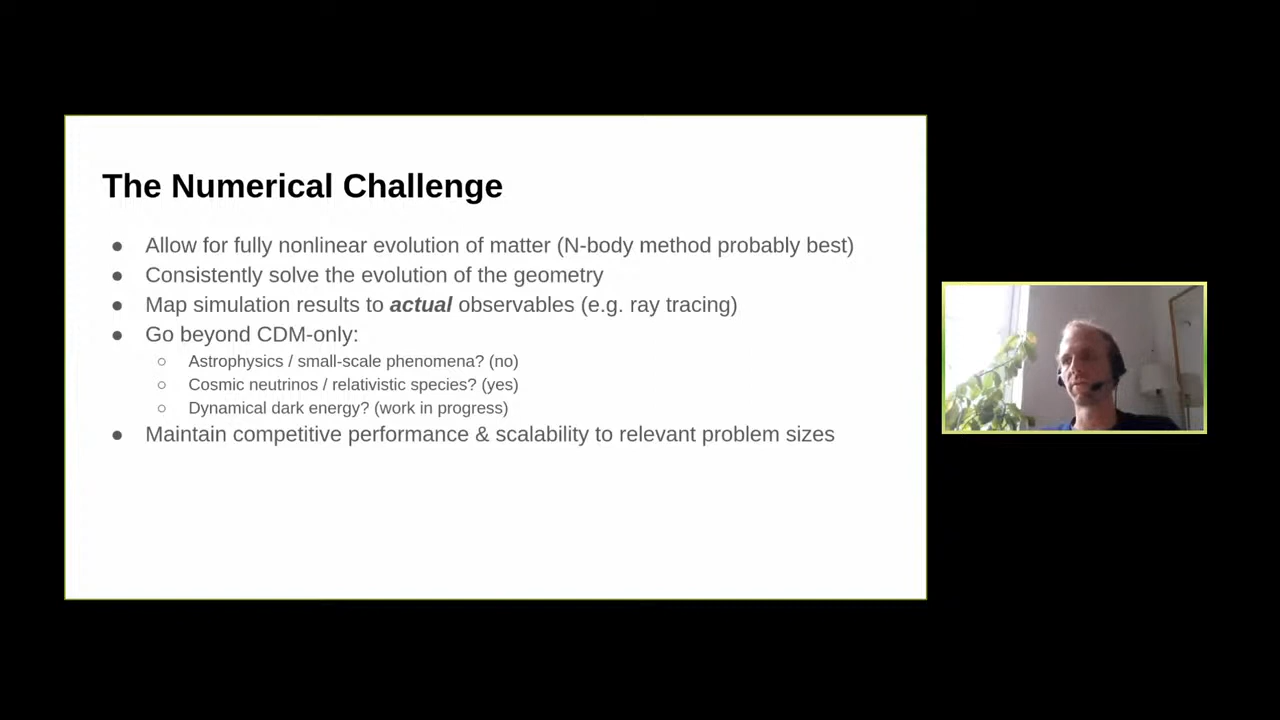 The Numerical Challenge
● Allow for fully nonlinear evolution of matter (N-body method probably best)
● Consistently solve the evolution of the geometry
● Map simulation results to actual observables (e.g. ray tracing)
● Go beyond CDM-only:
○ Astrophysics / small-scale phenomena? (no)
○ Cosmic neutrinos / relativistic species? (yes)
○ Dynamical dark energy? (work in progress)
● Maintain competitive performance & scalability to relevant problem sizes